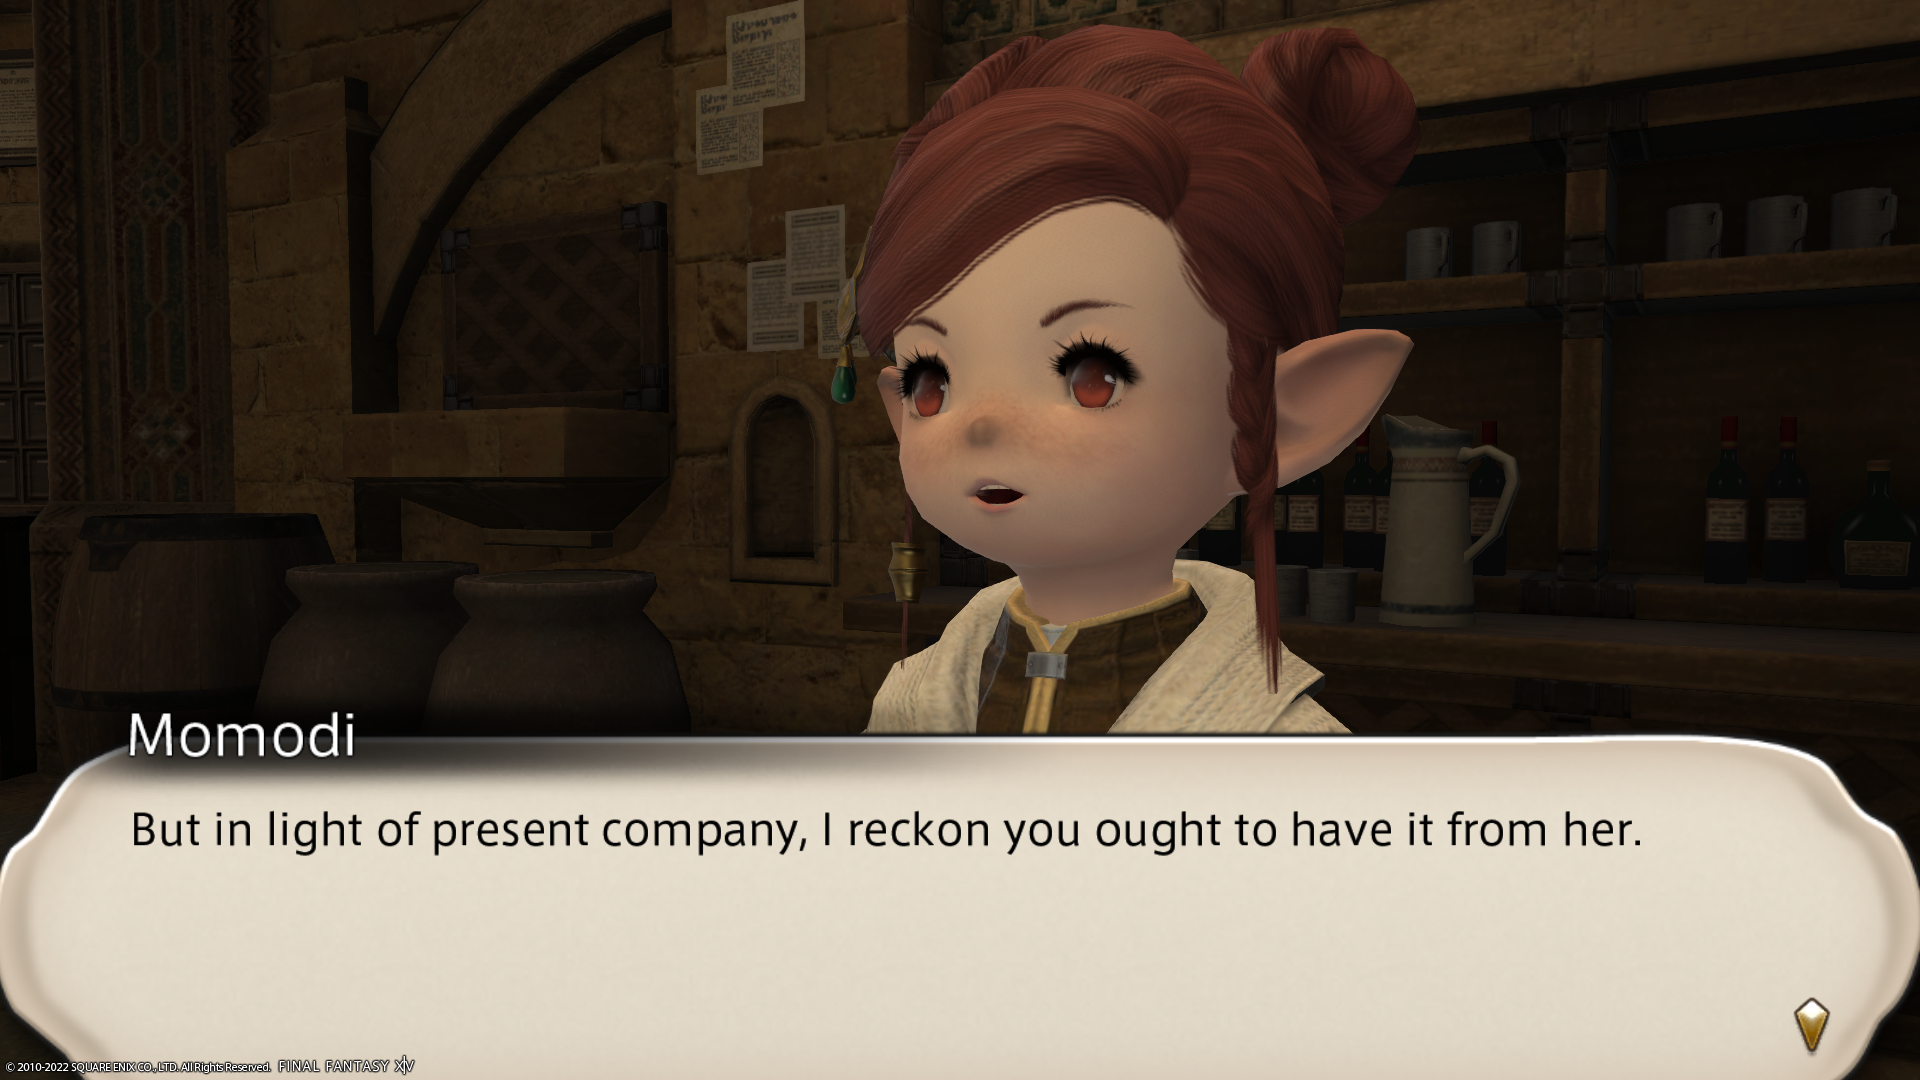 Momodi
But in light of present company, I reckon you ought to have it from her.
© 2010-2022 SQUARE ENIX CO., LTD. All Rights Reserved. FINAL FANTASY XIV